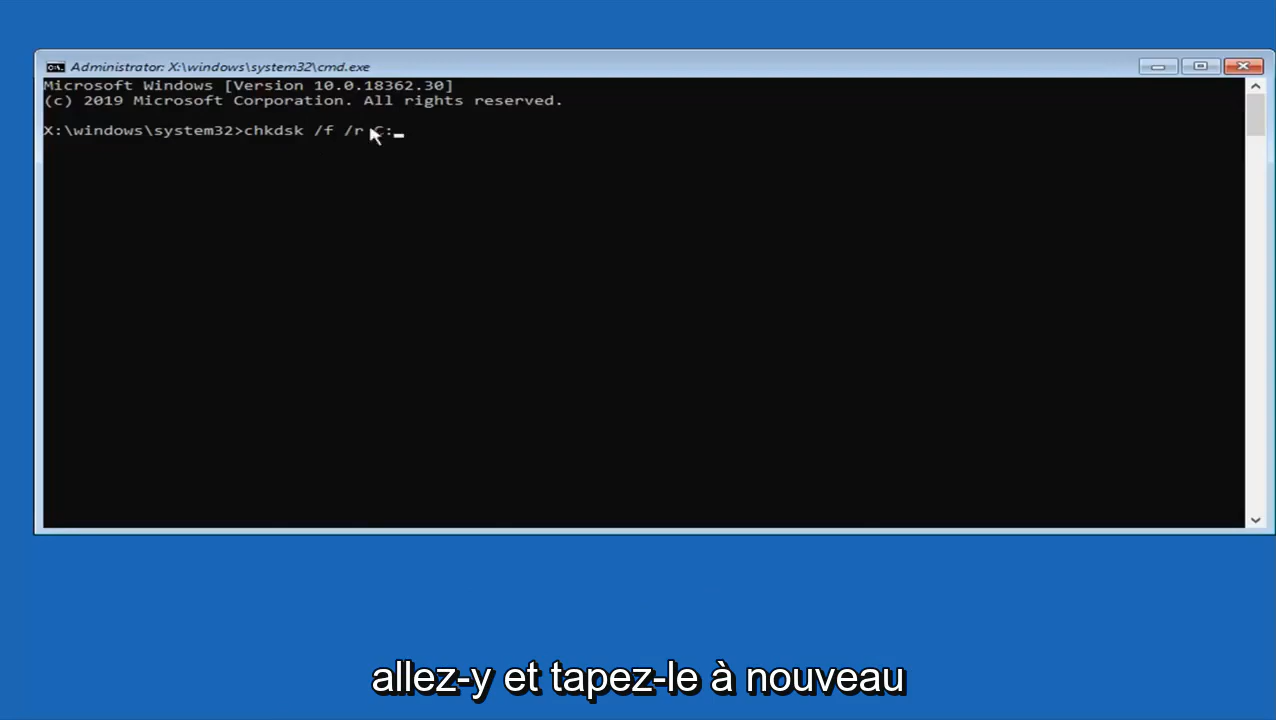 Administrator: X:\windows\system32\cmd.exe
Microsoft Windows [Version 10.0.18362.30]
(c) 2019 Microsoft Corporation. All rights reserved.
X:\windows\system32>chkdsk /f /r C:
allez-y et tapez-le à nouveau